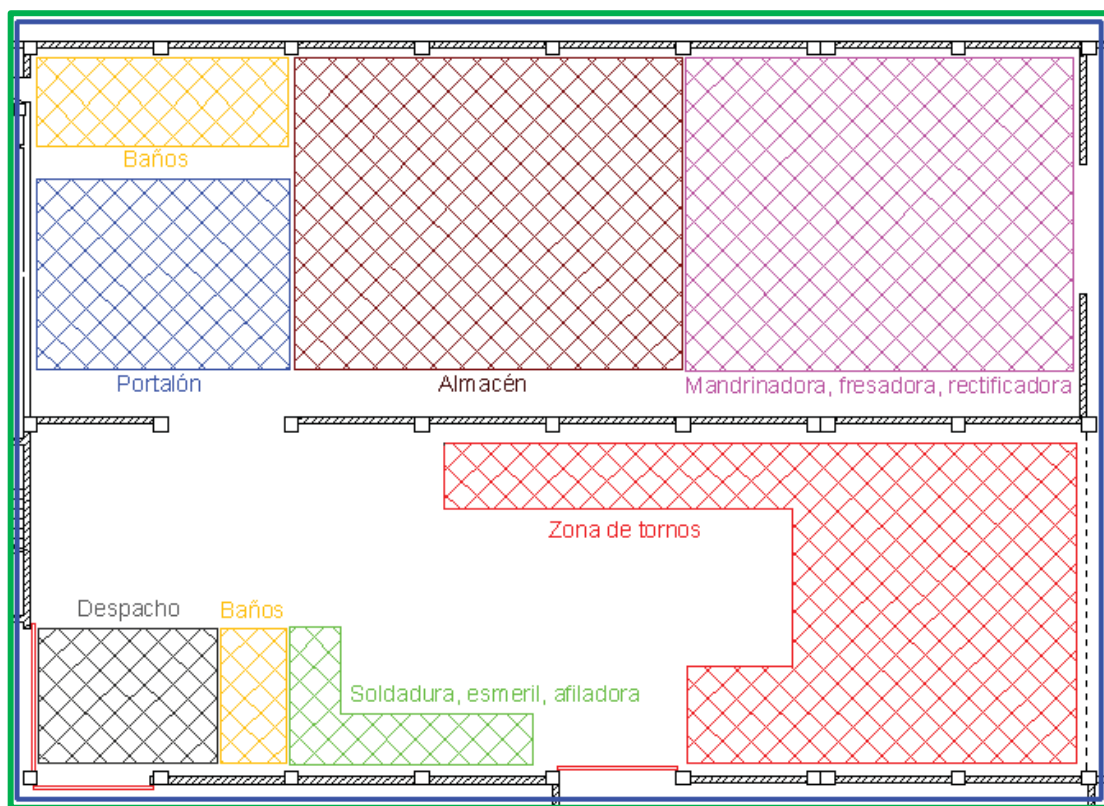 Baños
Portalón
Almacén
Mandrinadora, fresadora, rectificadora
Zona de tornos
Despacho
Baños
Soldadura, esmeril, afiladora